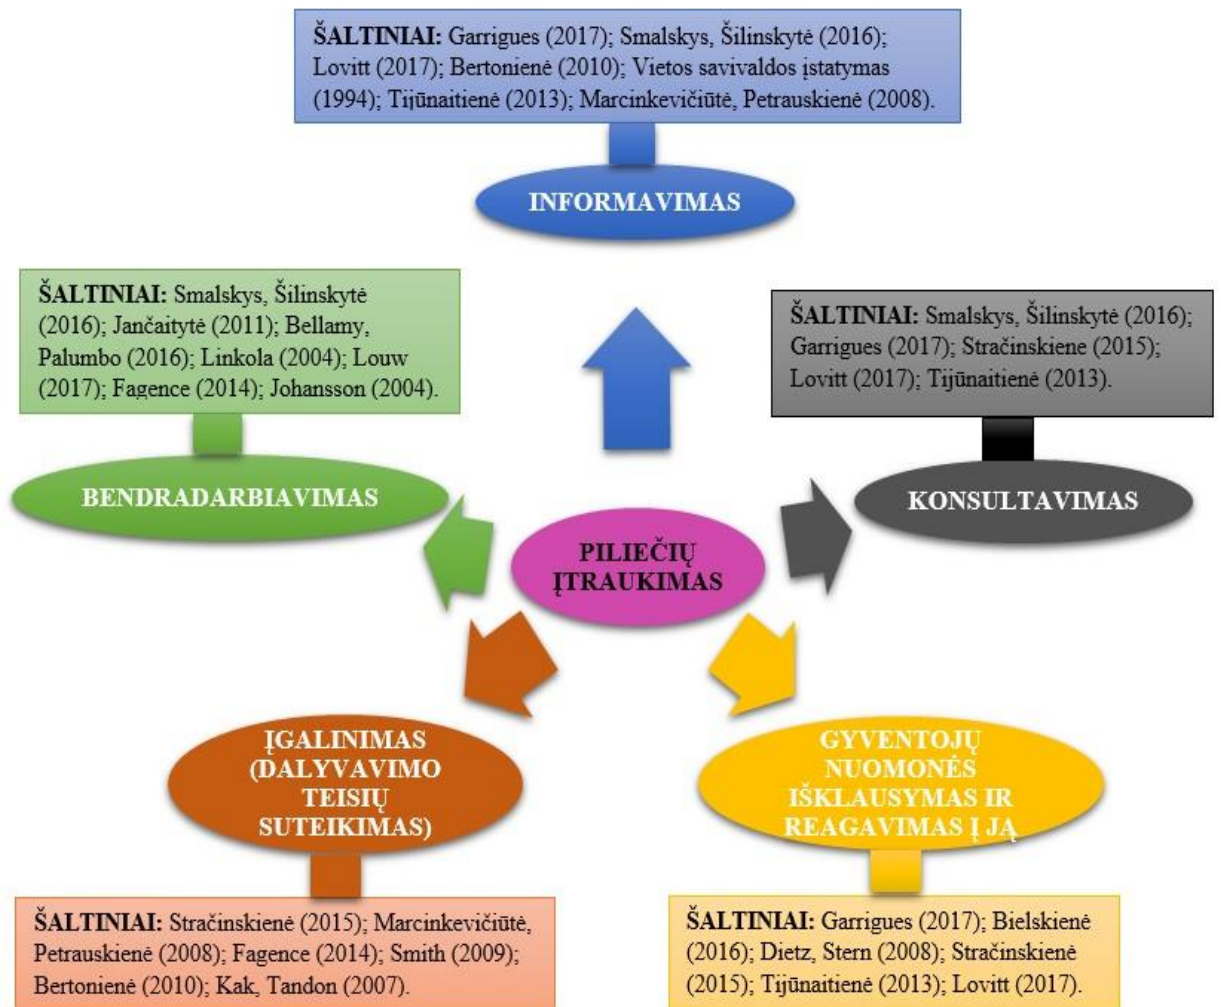 ŠALTINIAI: Garrigues (2017); Smalskys, Šilinskytė (2016);
Lovitt (2017); Bertonienė (2010); Vietos savivaldos įstatymas
(1994); Tijūnaitienė (2013); Marcinkevičiūtė, Petrauskienė (2008).
INFORMAVIMAS
ŠALTINIAI: Smalskys, Šilinskytė
(2016); Jančaitytė (2011); Bellamy,
Palumbo (2016); Linkola (2004); Louw
(2017); Fagence (2014); Johansson (2004).
BENDRADARBIAVIMAS
ŠALTINIAI: Smalskys, Šilinskytė (2016);
Garrigues (2017); Stračinskiene (2015);
Lovitt (2017); Tijūnaitienė (2013).
KONSULTAVIMAS
PILIEČIŲ
ĮTRAUKIMAS
ĮGALINIMAS
(DALYVAVIMO
TEISIŲ
SUTEIKIMAS)
ŠALTINIAI: Stračinskienė (2015); Marcinkevičiūtė,
Petrauskienė (2008); Fagence (2014); Smith (2009);
Bertonienė (2010); Kak, Tandon (2007).
GYVENTOJŲ
NUOMONĖS
IŠKLAUSYMAS IR
REAGAVIMAS Į JĄ
ŠALTINIAI: Garrigues (2017); Bielskienė
(2016); Dietz, Stern (2008); Stračinskienė
(2015); Tijūnaitienė (2013); Lovitt (2017).